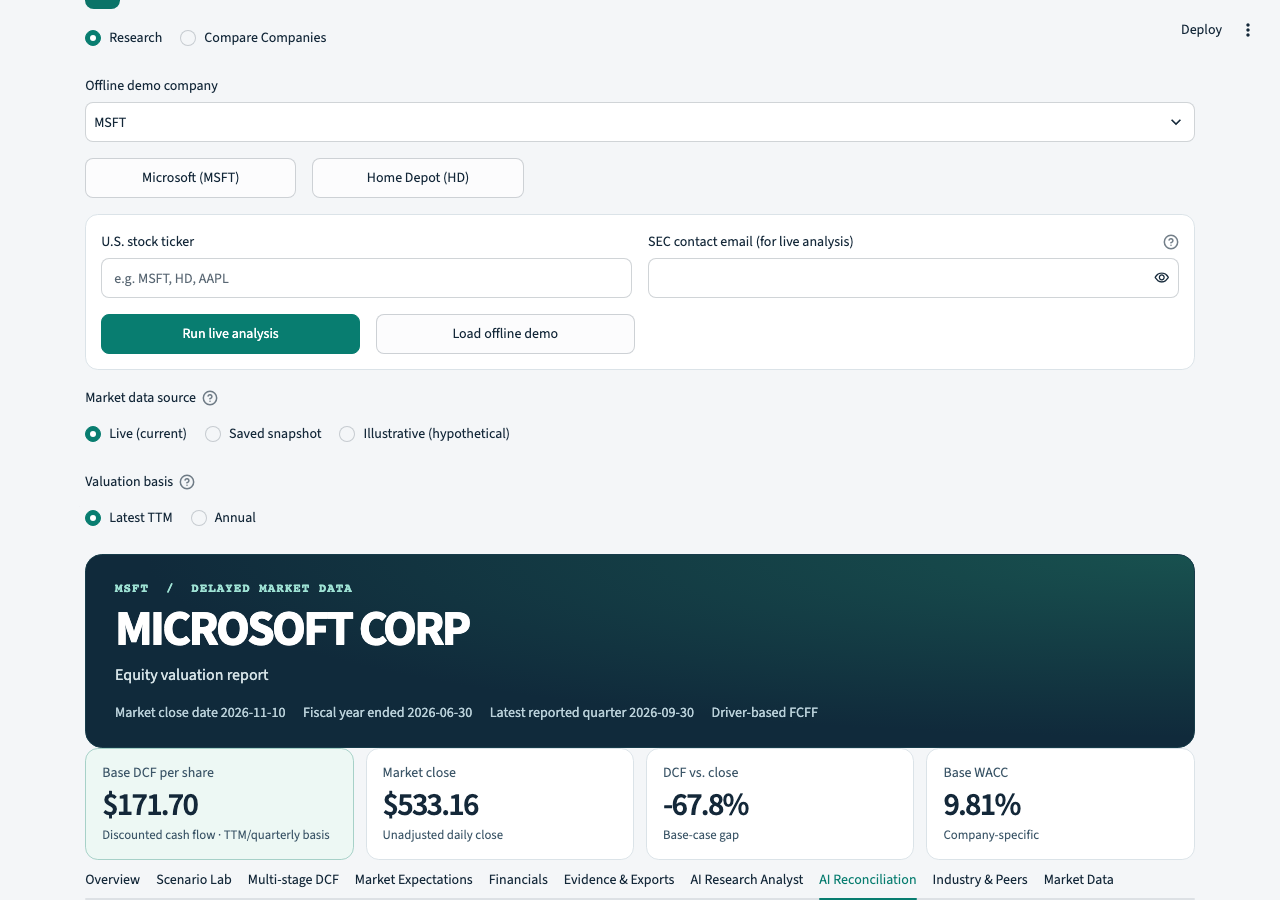 Deploy
Research Compare Companies
Offline demo company
MSFT
Microsoft (MSFT) Home Depot (HD)
U.S. stock ticker SEC contact email (for live analysis)
e.g. MSFT, HD, AAPL
Run live analysis Load offline demo
Market data source
Live (current) Saved snapshot Illustrative (hypothetical)
Valuation basis
Latest TTM Annual
MSFT / DELAYED MARKET DATA
MICROSOFT CORP
Equity valuation report
Market close date 2026-11-10 Fiscal year ended 2026-06-30 Latest reported quarter 2026-09-30 Driver-based FCFF
Base DCF per share Market close DCF vs. close Base WACC
$171.70 $533.16 -67.8% 9.81%
Discounted cash flow · TTM/quarterly basis Unadjusted daily close Base-case gap Company-specific
Overview Scenario Lab Multi-stage DCF Market Expectations Financials Evidence & Exports AI Research Analyst AI Reconciliation Industry & Peers Market Data